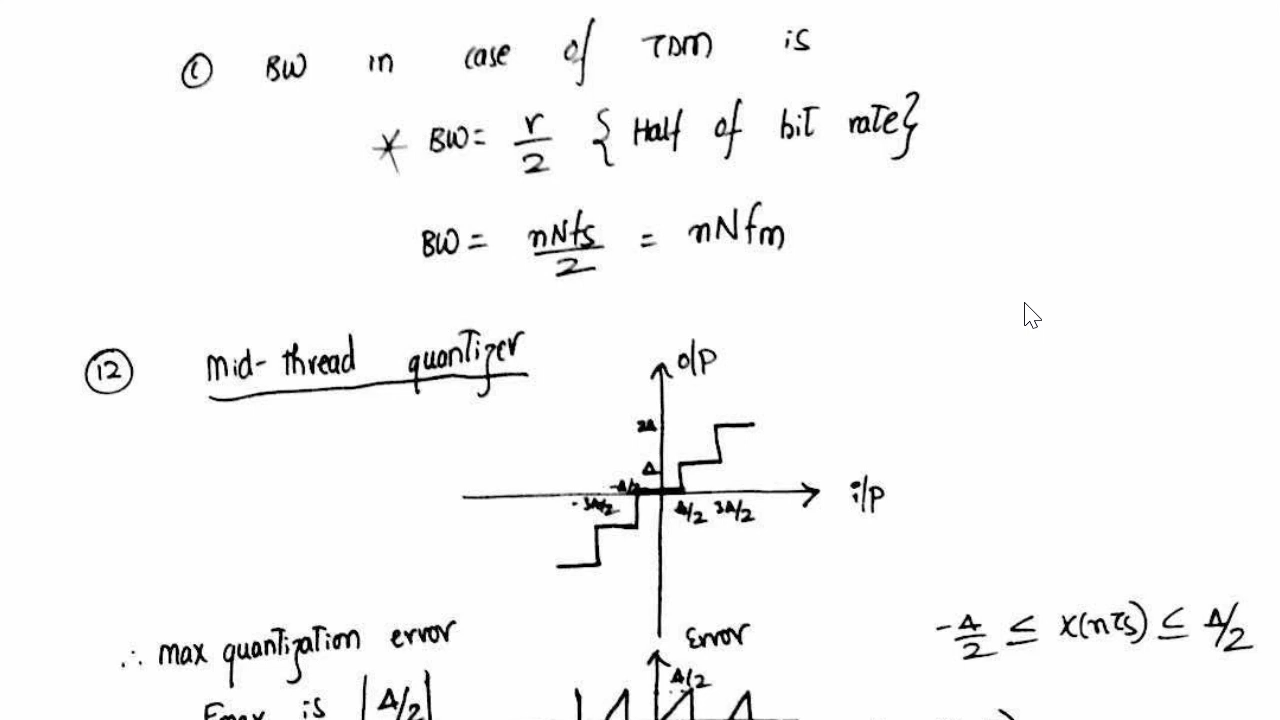 ① BW in case of TDM is
* BW = r/2 { Half of bit rate}
BW = nNfs/2 = nNfm
⑫ Mid-thread quantizer
o/p
2Δ
Δ
-Δ/2
-3Δ/2
Δ/2 3Δ/2
i/p
∴ max quantization error
Error
-Δ/2 ≤ x(nTs) ≤ Δ/2
Emax is |Δ/2|
Δ/2